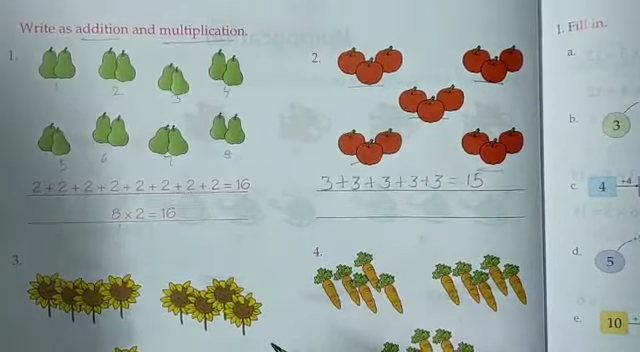 Write as addition and multiplication.
1.
1 2 3 4
5 6 7 8
2+2+2+2+2+2+2+2=16
8×2=16
2.
3+3+3+3+3=15
3.
4.
1. Fill in.
a.
b. 3
c. 4 +4
d. 5
e. 10